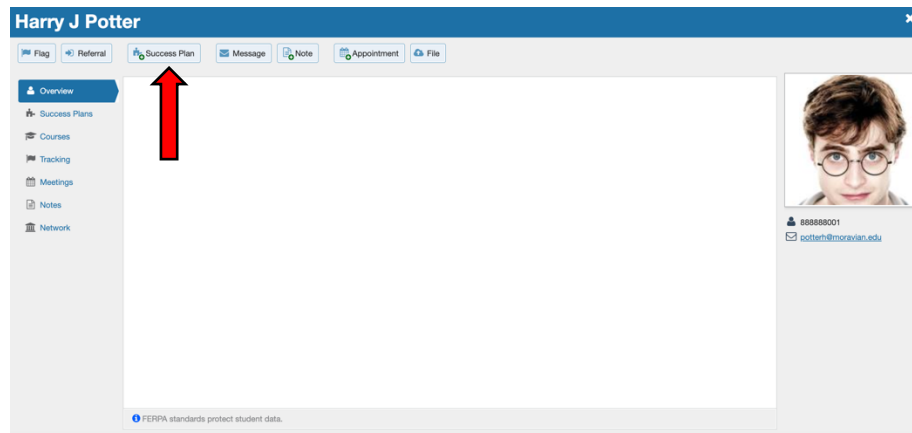 Harry J Potter
Flag Referral Success Plan Message Note Appointment File
Overview
Success Plans
Courses
Tracking
Meetings
Notes
Network
888888001
potterh@moravian.edu
FERPA standards protect student data.